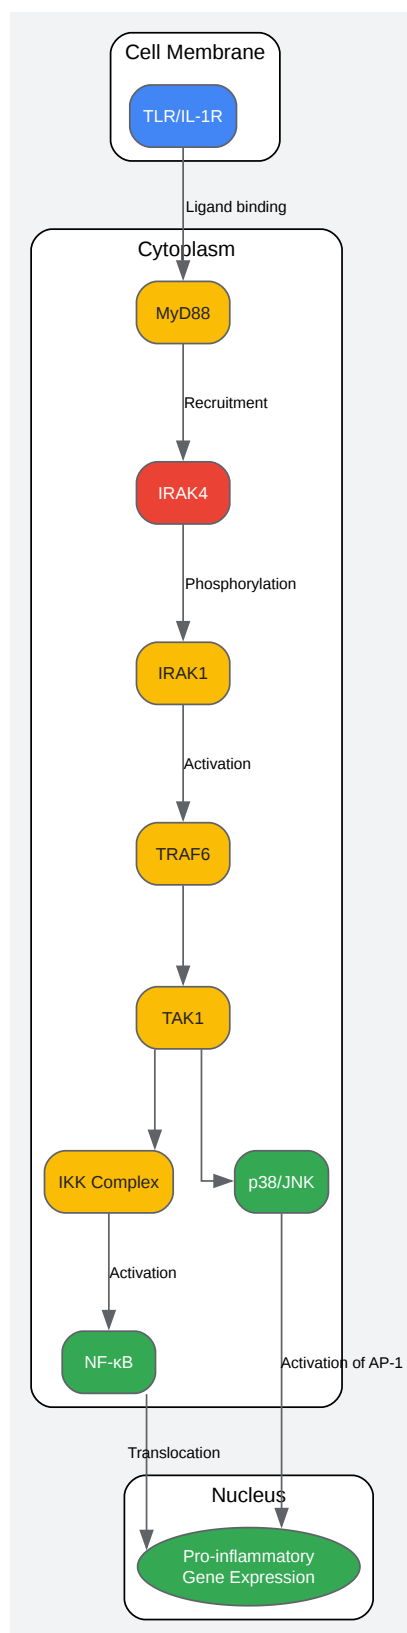 Cell Membrane
TLR/IL-1R
Ligand binding
Cytoplasm
MyD88
Recruitment
IRAK4
Phosphorylation
IRAK1
Activation
TRAF6
TAK1
IKK Complex
p38/JNK
Activation
NF-κB
Activation of AP-1
Translocation
Nucleus
Pro-inflammatory
Gene Expression